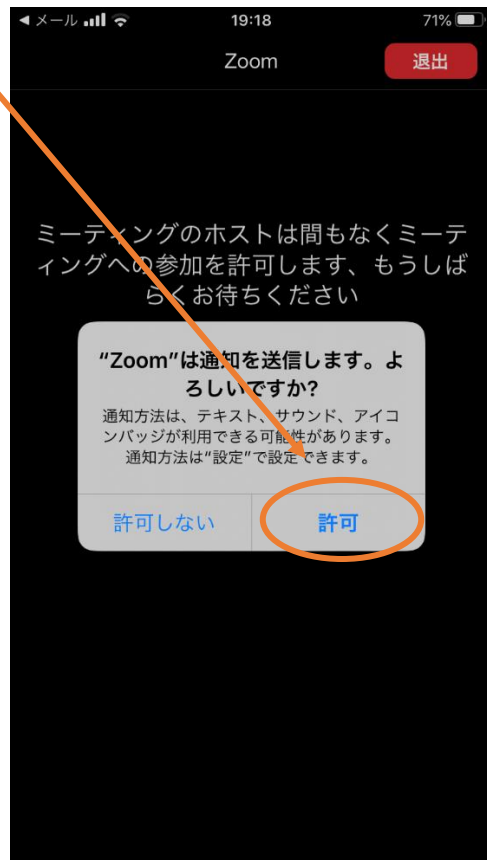 メール 19:18 71%
Zoom 退出
ミーティングのホストは間もなくミーテ
ィングへの参加を許可します、もうしば
らくお待ちください
"Zoom"は通知を送信します。よ
ろしいですか?
通知方法は、テキスト、サウンド、アイコ
ンバッジが利用できる可能性があります。
通知方法は"設定"で設定できます。
許可しない 許可